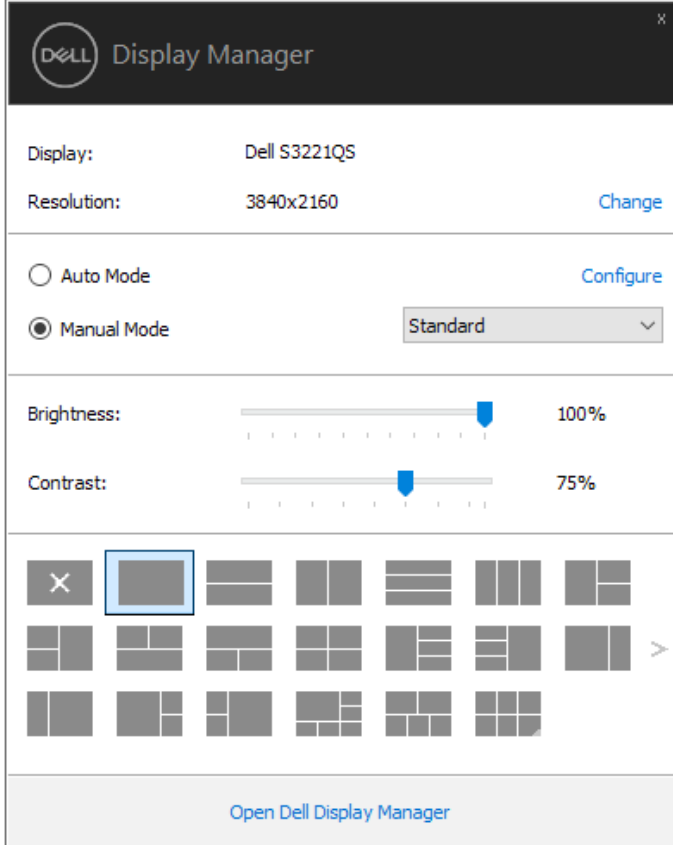 x
DELL Display Manager
Display: Dell S3221QS
Resolution: 3840x2160 Change
Auto Mode Configure
Manual Mode Standard
Brightness: 100%
Contrast: 75%
Open Dell Display Manager